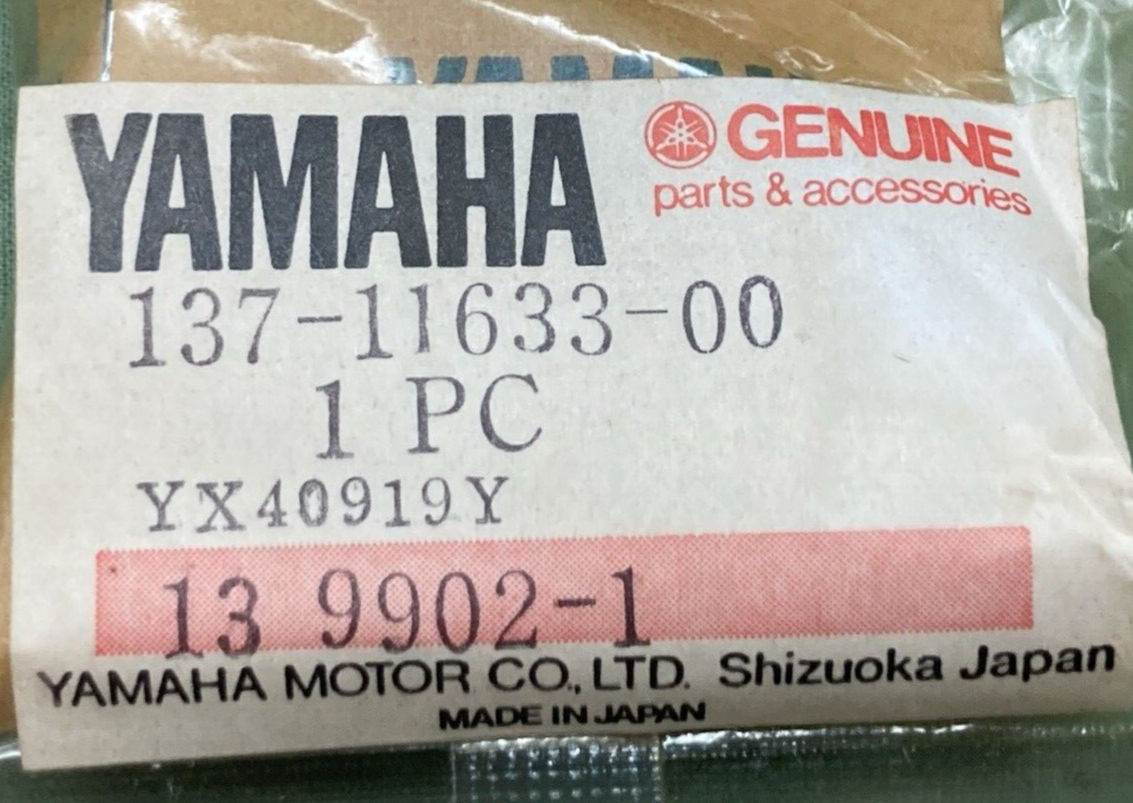 YAMAHA
YAMAHA
GENUINE
parts & accessories
137-11633-00
1 PC
YX40919Y
13 9902-1
YAMAHA MOTOR CO., LTD. Shizuoka Japan
MADE IN JAPAN